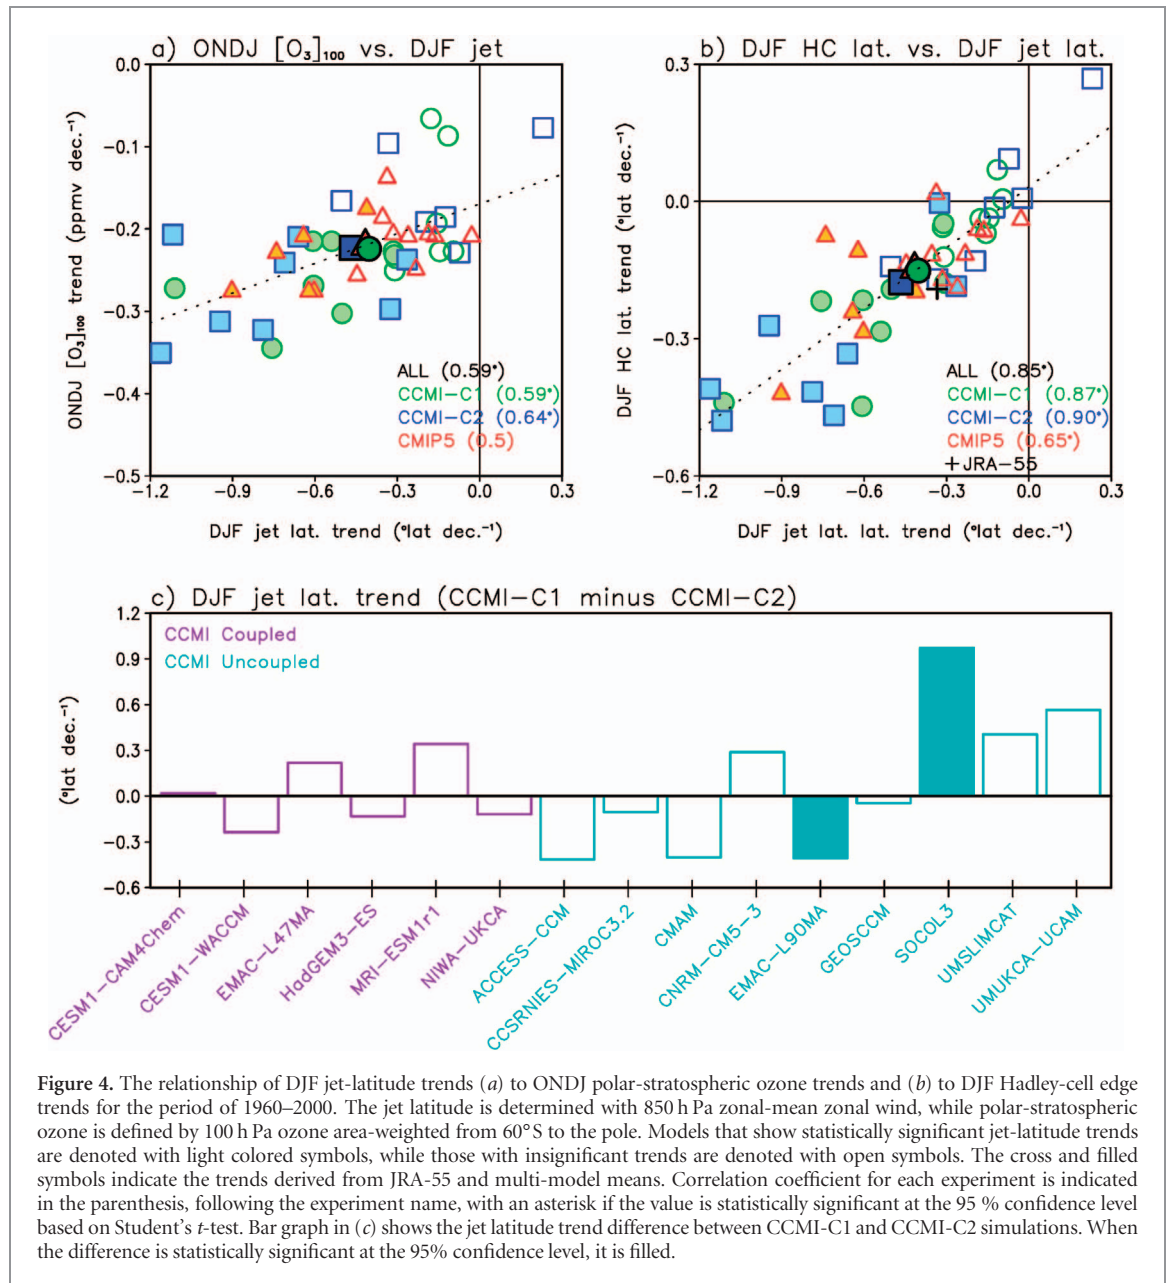 a) ONDJ [O₃]₁₀₀ vs. DJF jet
b) DJF HC lat. vs. DJF jet lat.
ONDJ [O₃]₁₀₀ trend (ppmv dec.⁻¹)
0.0
−0.1
−0.2
−0.3
−0.4
−0.5
ALL (0.59*)
CCMI−C1 (0.59*)
CCMI−C2 (0.64*)
CMIP5 (0.5)
−1.2 −0.9 −0.6 −0.3 0.0 0.3
DJF jet lat. trend (°lat dec.⁻¹)
DJF HC lat. trend (°lat dec.⁻¹)
0.3
0.0
−0.3
−0.6
ALL (0.85*)
CCMI−C1 (0.87*)
CCMI−C2 (0.90*)
CMIP5 (0.65*)
+JRA−55
−1.2 −0.9 −0.6 −0.3 0.0 0.3
DJF jet lat. lat. trend (°lat dec.⁻¹)
c) DJF jet lat. trend (CCMI−C1 minus CCMI−C2)
CCMI Coupled
CCMI Uncoupled
(°lat dec.⁻¹)
1.2
0.9
0.6
0.3
0.0
−0.3
−0.6
CESM1−CAM4Chem
CESM1−WACCM
EMAC−L47MA
HadGEM3−ES
MRI−ESM1r1
NIWA−UKCA
ACCESS−CCM
CCSRNIES−MIROC3.2
CMAM
CNRM−CM5−3
EMAC−L90MA
GEOSCCM
SOCOL3
UMSLIMCAT
UMUKCA−UCAM
Figure 4. The relationship of DJF jet-latitude trends (a) to ONDJ polar-stratospheric ozone trends and (b) to DJF Hadley-cell edge
trends for the period of 1960–2000. The jet latitude is determined with 850 h Pa zonal-mean zonal wind, while polar-stratospheric
ozone is defined by 100 h Pa ozone area-weighted from 60°S to the pole. Models that show statistically significant jet-latitude trends
are denoted with light colored symbols, while those with insignificant trends are denoted with open symbols. The cross and filled
symbols indicate the trends derived from JRA-55 and multi-model means. Correlation coefficient for each experiment is indicated
in the parenthesis, following the experiment name, with an asterisk if the value is statistically significant at the 95 % confidence level
based on Student's t-test. Bar graph in (c) shows the jet latitude trend difference between CCMI-C1 and CCMI-C2 simulations. When
the difference is statistically significant at the 95% confidence level, it is filled.